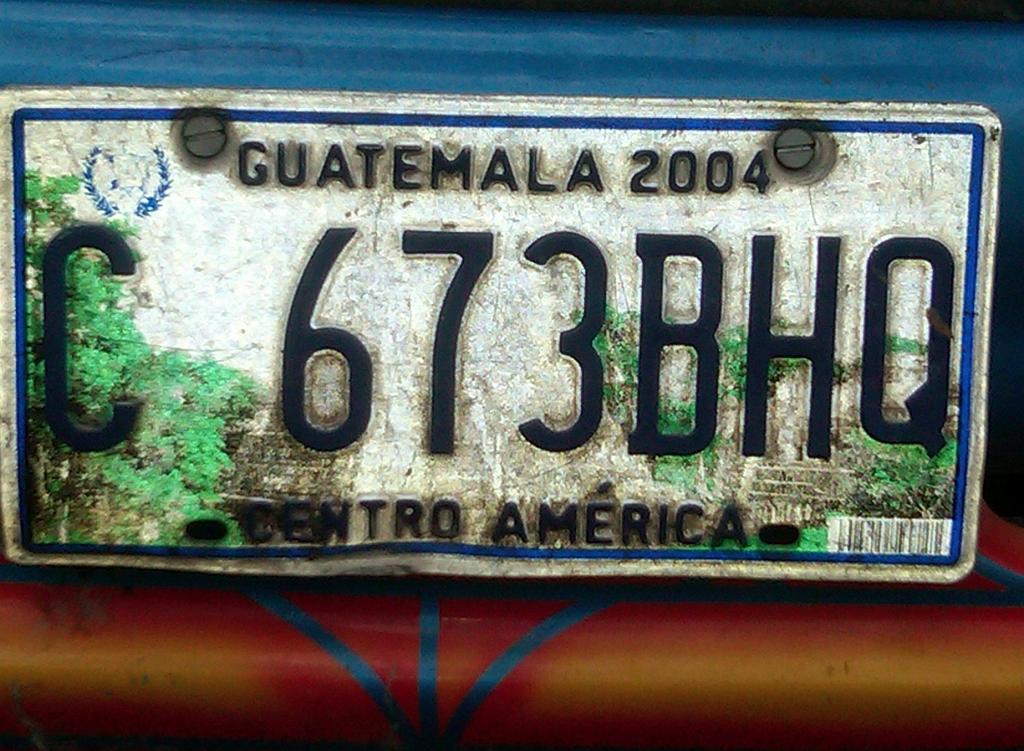 GUATEMALA 2004
C 673BHQ
CENTRO AMÉRICA